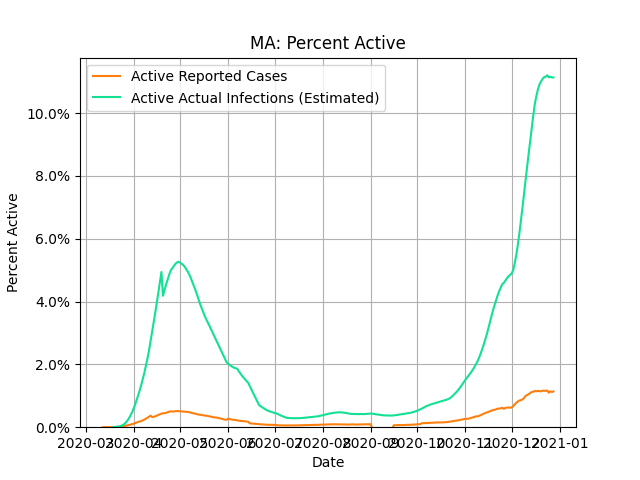 MA: Percent Active
Active Reported Cases
Active Actual Infections (Estimated)
10.0%
8.0%
6.0%
4.0%
2.0%
0.0%
Percent Active
2020-03 2020-04 2020-05 2020-06 2020-07 2020-08 2020-09 2020-10 2020-11 2020-12 2021-01
Date